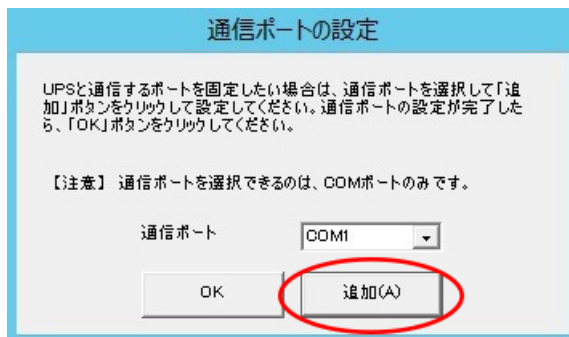 通信ポートの設定
UPSと通信するポートを固定したい場合は、通信ポートを選択して「追
加」ボタンをクリックして設定してください。通信ポートの設定が完了した
ら、「OK」ボタンをクリックしてください。
【注意】 通信ポートを選択できるのは、COMポートのみです。
通信ポート COM1
OK 追加(A)